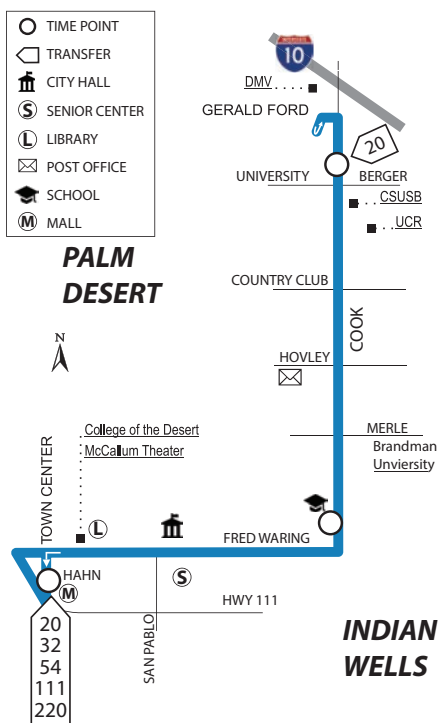 TIME POINT
TRANSFER
CITY HALL
S SENIOR CENTER
L LIBRARY
POST OFFICE
SCHOOL
M MALL
INTERSTATE
10
DMV
GERALD FORD
20
UNIVERSITY
BERGER
CSUSB
UCR
PALM
DESERT
COUNTRY CLUB
COOK
N
HOVLEY
MERLE
Brandman
Unviersity
College of the Desert
McCallum Theater
TOWN CENTER
L
FRED WARING
HAHN
M
S
HWY 111
SAN PABLO
20
32
54
111
220
INDIAN
WELLS